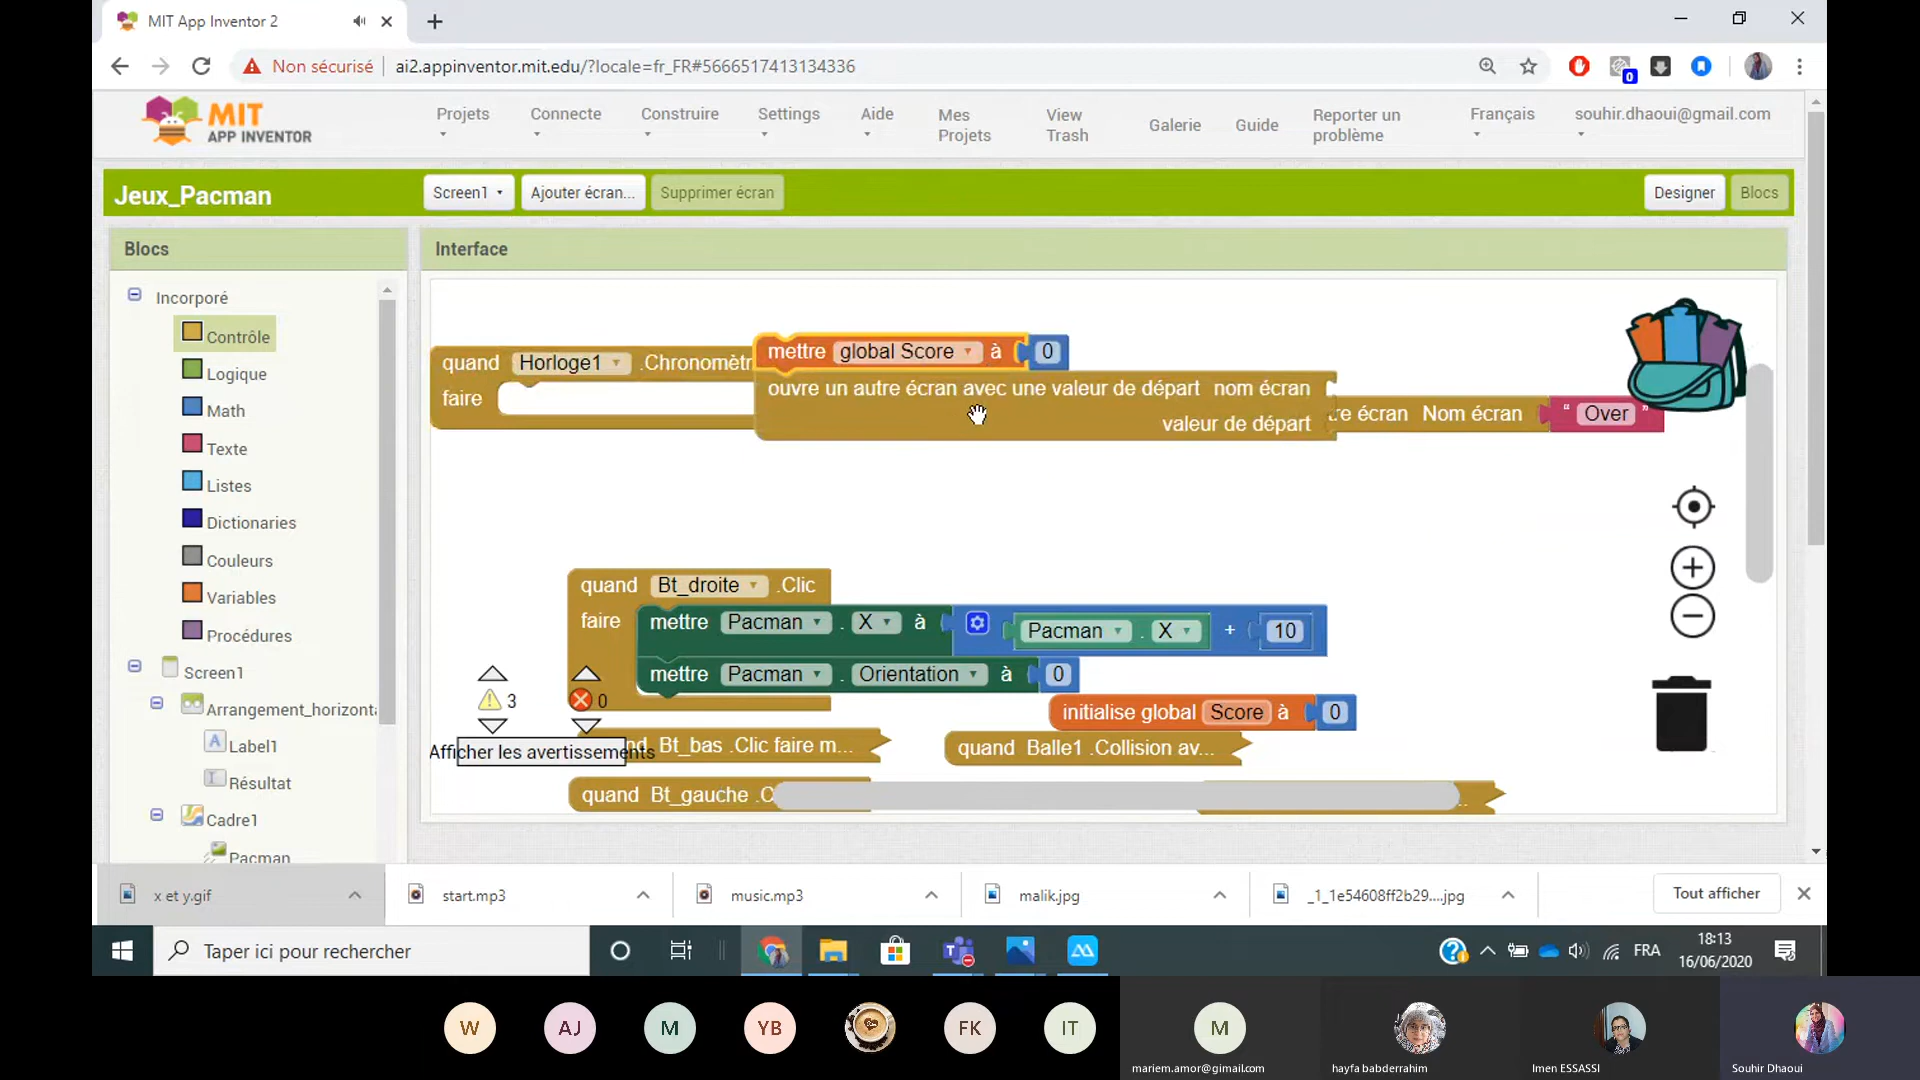 MIT App Inventor 2
Non sécurisé
ai2.appinventor.mit.edu/?locale=fr_FR#5666517413134336
0
MIT
APP INVENTOR
Projets
Connecte
Construire
Settings
Aide
Mes
Projets
View
Trash
Galerie
Guide
Reporter un
problème
Français
souhir.dhaoui@gmail.com
Jeux_Pacman
Screen1
Ajouter écran...
Supprimer écran
Designer
Blocs
Blocs
Interface
Incorporé
Contrôle
Logique
Math
Texte
Listes
Dictionaries
Couleurs
Variables
Procédures
Screen1
Arrangement_horizonta
A Label1
Résultat
Cadre1
Pacman
quand Horloge1 .Chronomètr
faire
mettre global Score à 0
ouvre un autre écran avec une valeur de départ nom écran
valeur de départ
re écran Nom écran " Over "
quand Bt_droite .Clic
faire mettre Pacman . X à Pacman . X + 10
mettre Pacman . Orientation à 0
initialise global Score à 0
3
0
Afficher les avertissements
nd Bt_bas .Clic faire m...
quand Balle1 .Collision av...
quand Bt_gauche .C
x et y.gif
start.mp3
music.mp3
malik.jpg
_1_1e54608ff2b29....jpg
Tout afficher
Taper ici pour rechercher
FRA
18:13
16/06/2020
W
AJ
M
YB
FK
IT
M
mariem.amor@gimail.com
hayfa babderrahim
Imen ESSASSI
Souhir Dhaoui